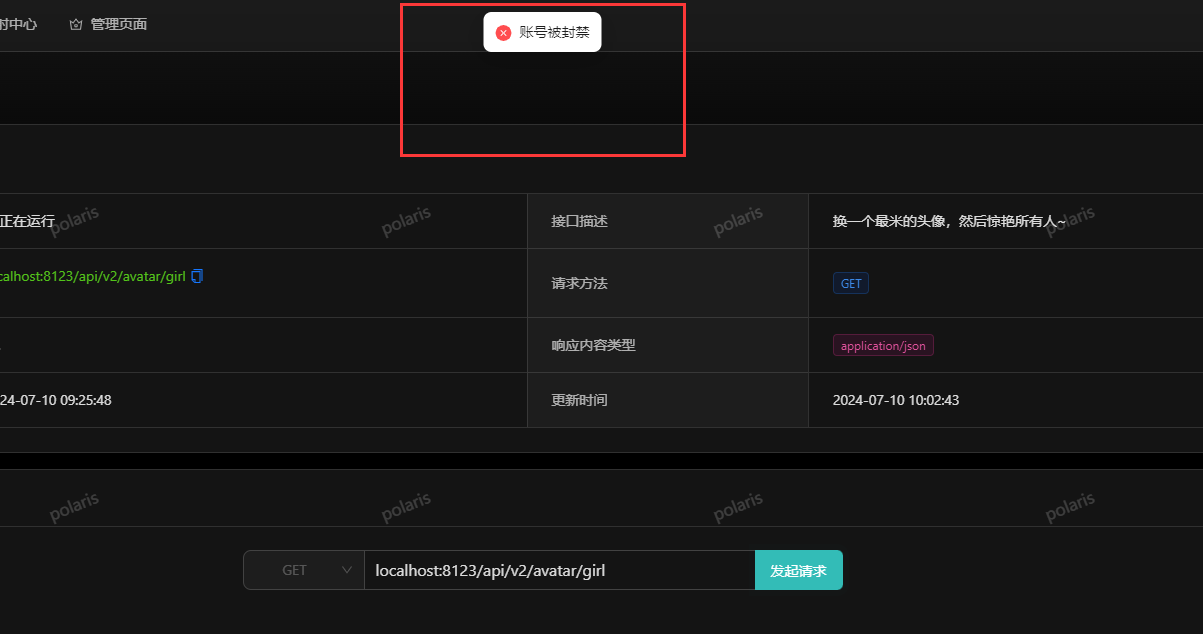 时中心 管理页面
账号被封禁
正在运行 接口描述 换一个最米的头像，然后惊艳所有人~
polaris polaris polaris polaris
calhost:8123/api/v2/avatar/girl 请求方法 GET
响应内容类型 application/json
24-07-10 09:25:48 更新时间 2024-07-10 10:02:43
polaris polaris polaris polaris
GET localhost:8123/api/v2/avatar/girl 发起请求